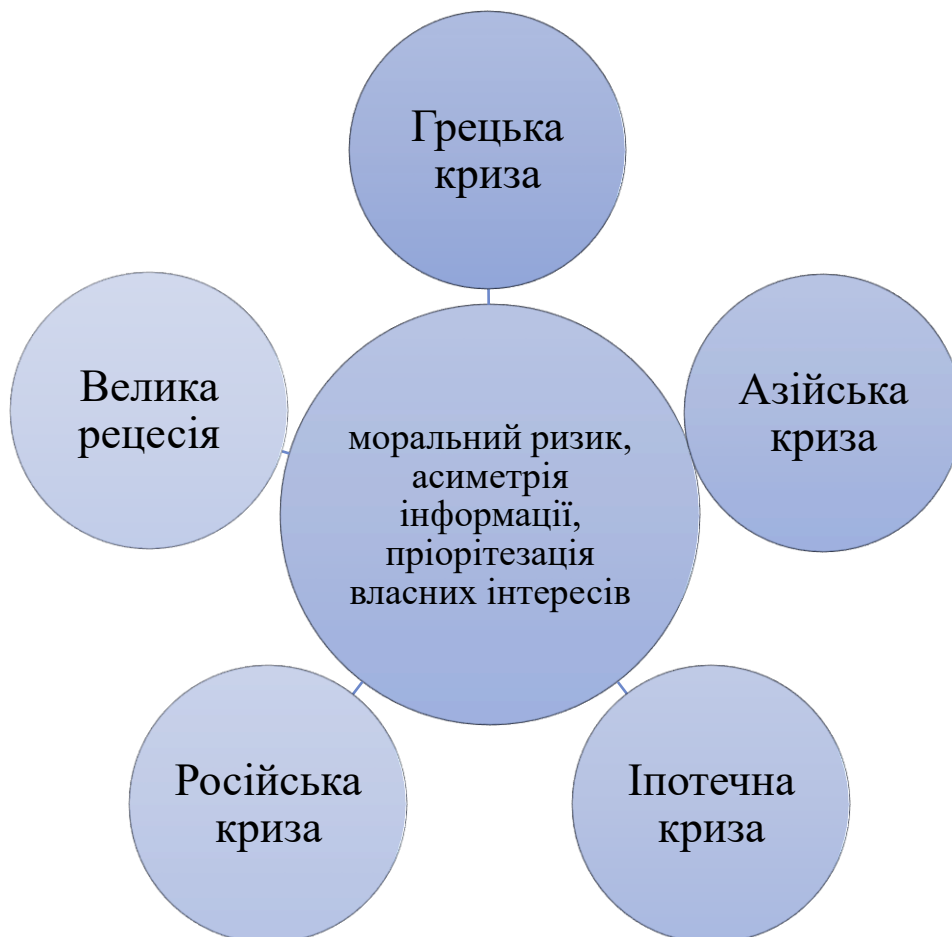 Грецька
криза
Велика
рецесія
Азійська
криза
моральний ризик,
асиметрія
інформації,
пріорітезація
власних інтересів
Російська
криза
Іпотечна
криза